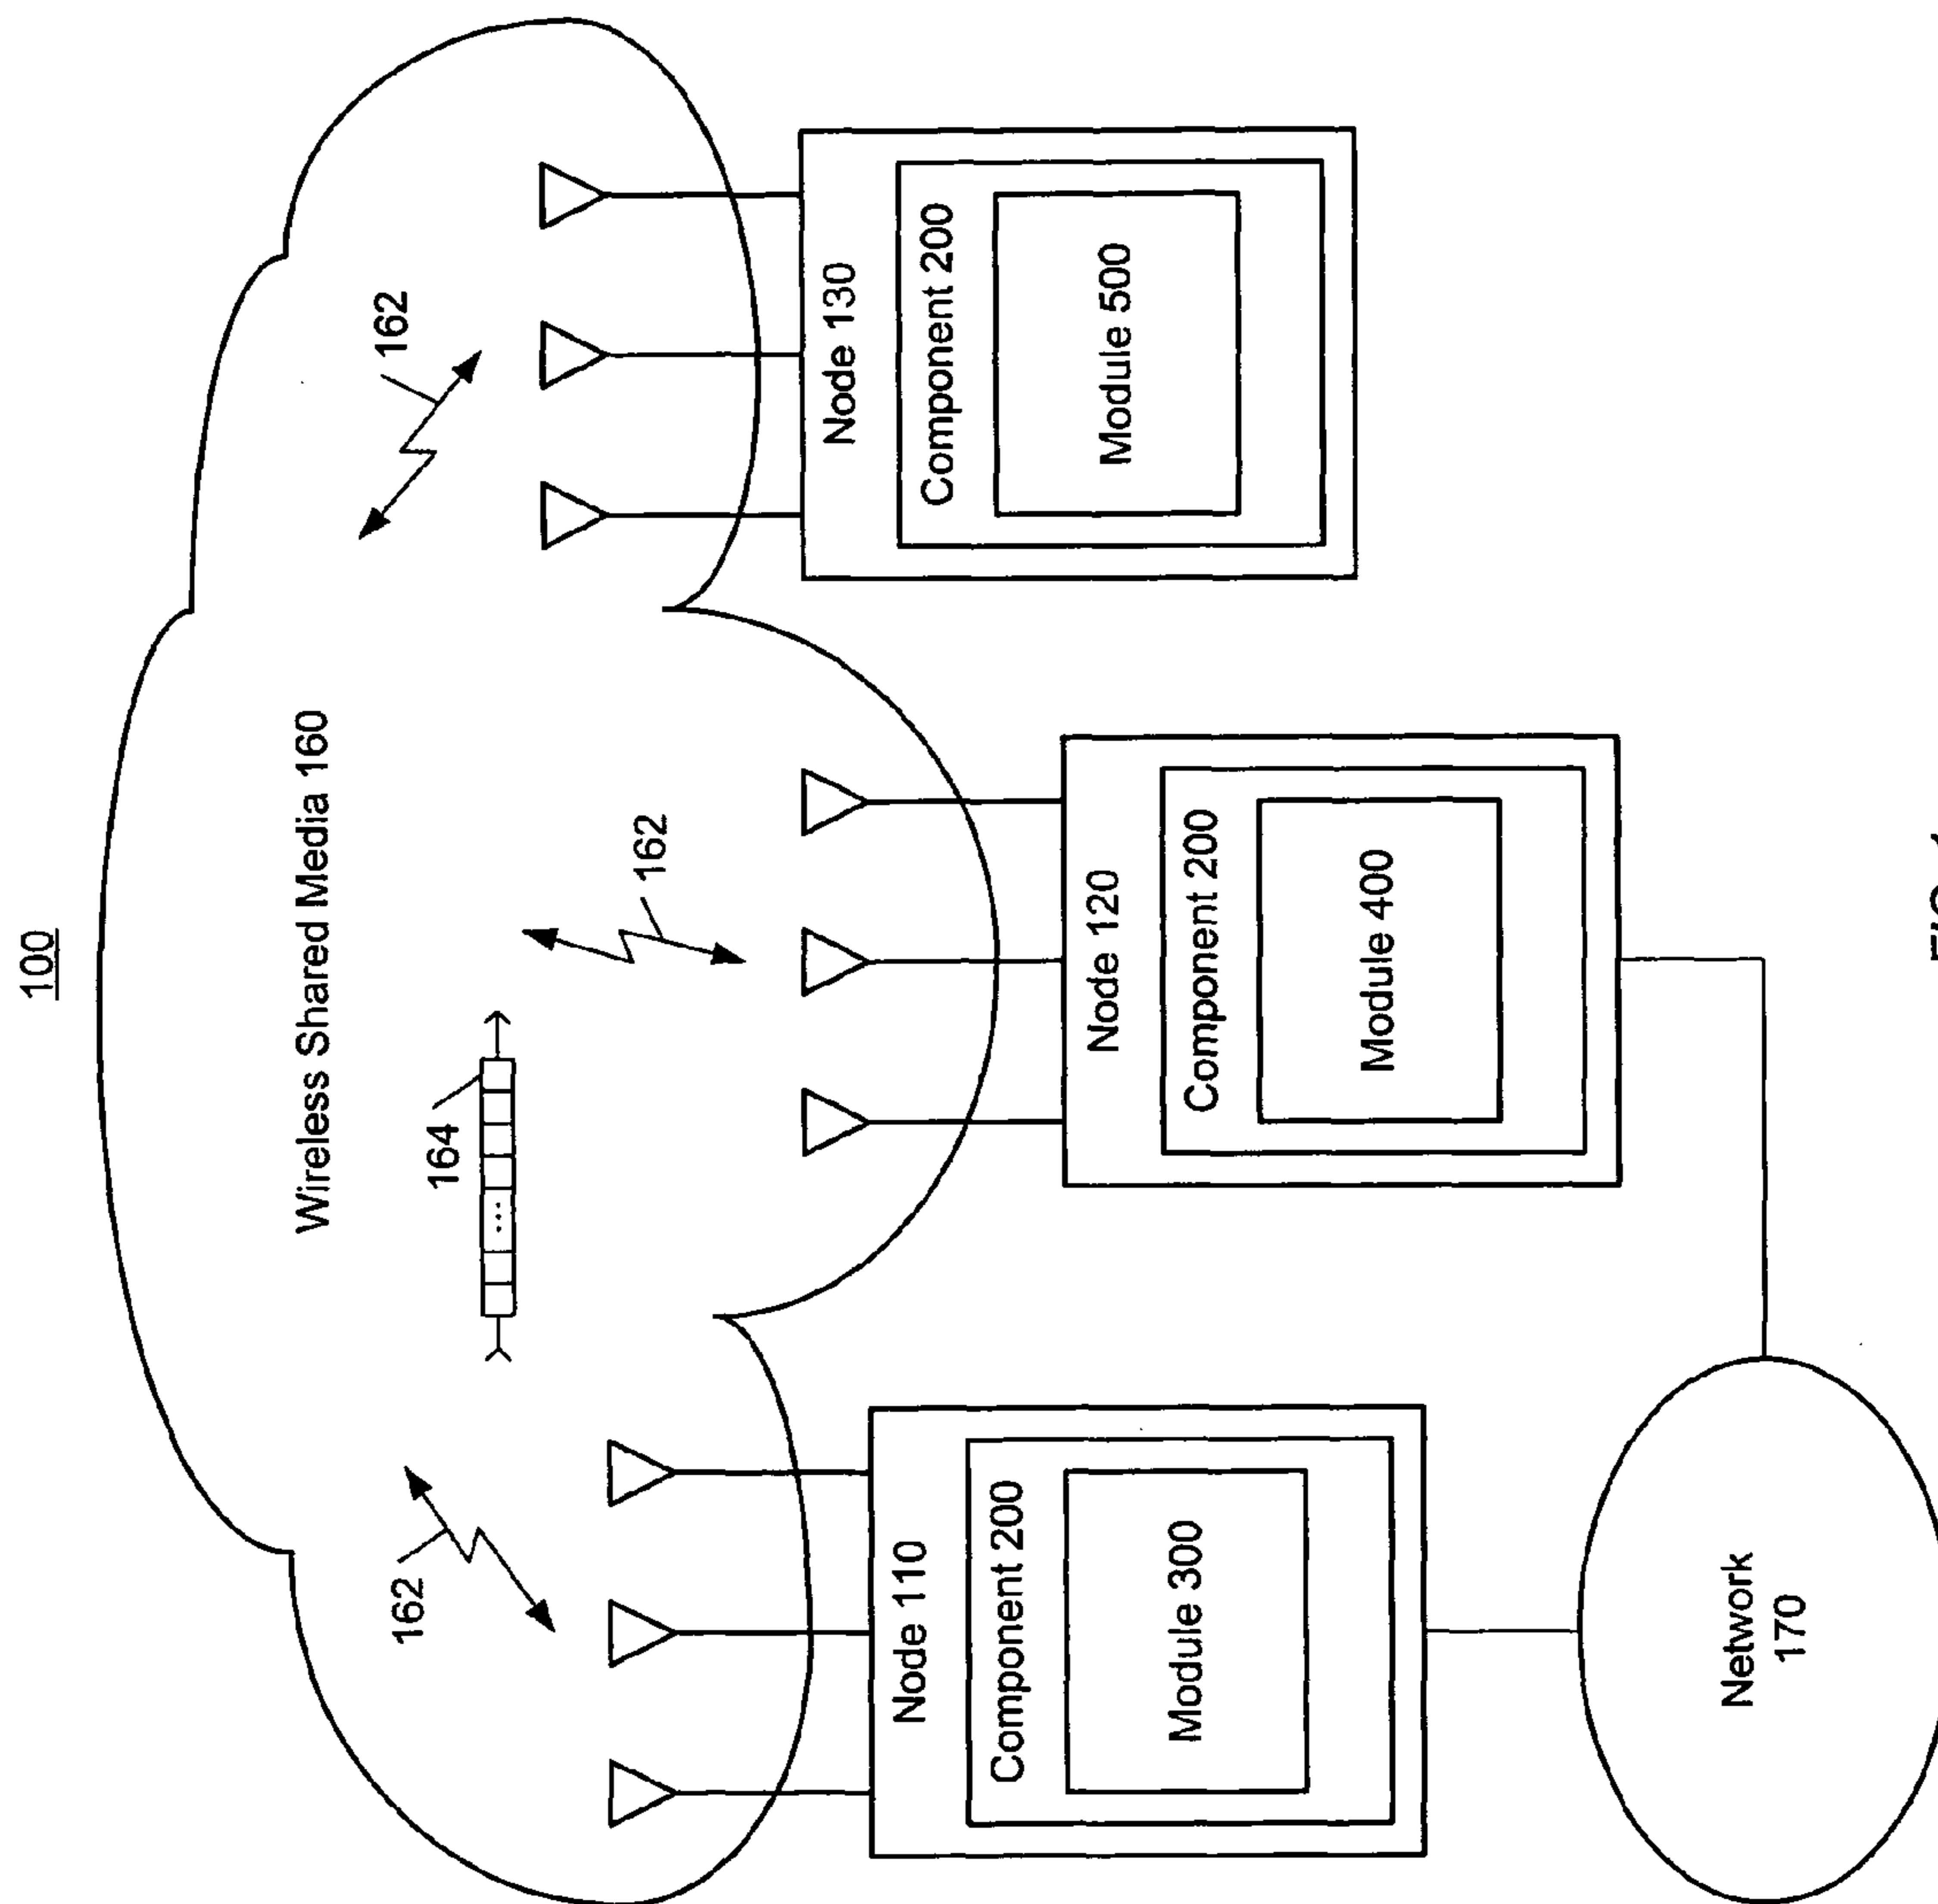 100
Wireless Shared Media 160
164
...
162
162
162
Node 110
Component 200
Module 300
Node 120
Component 200
Module 400
Node 130
Component 200
Module 500
Network
170